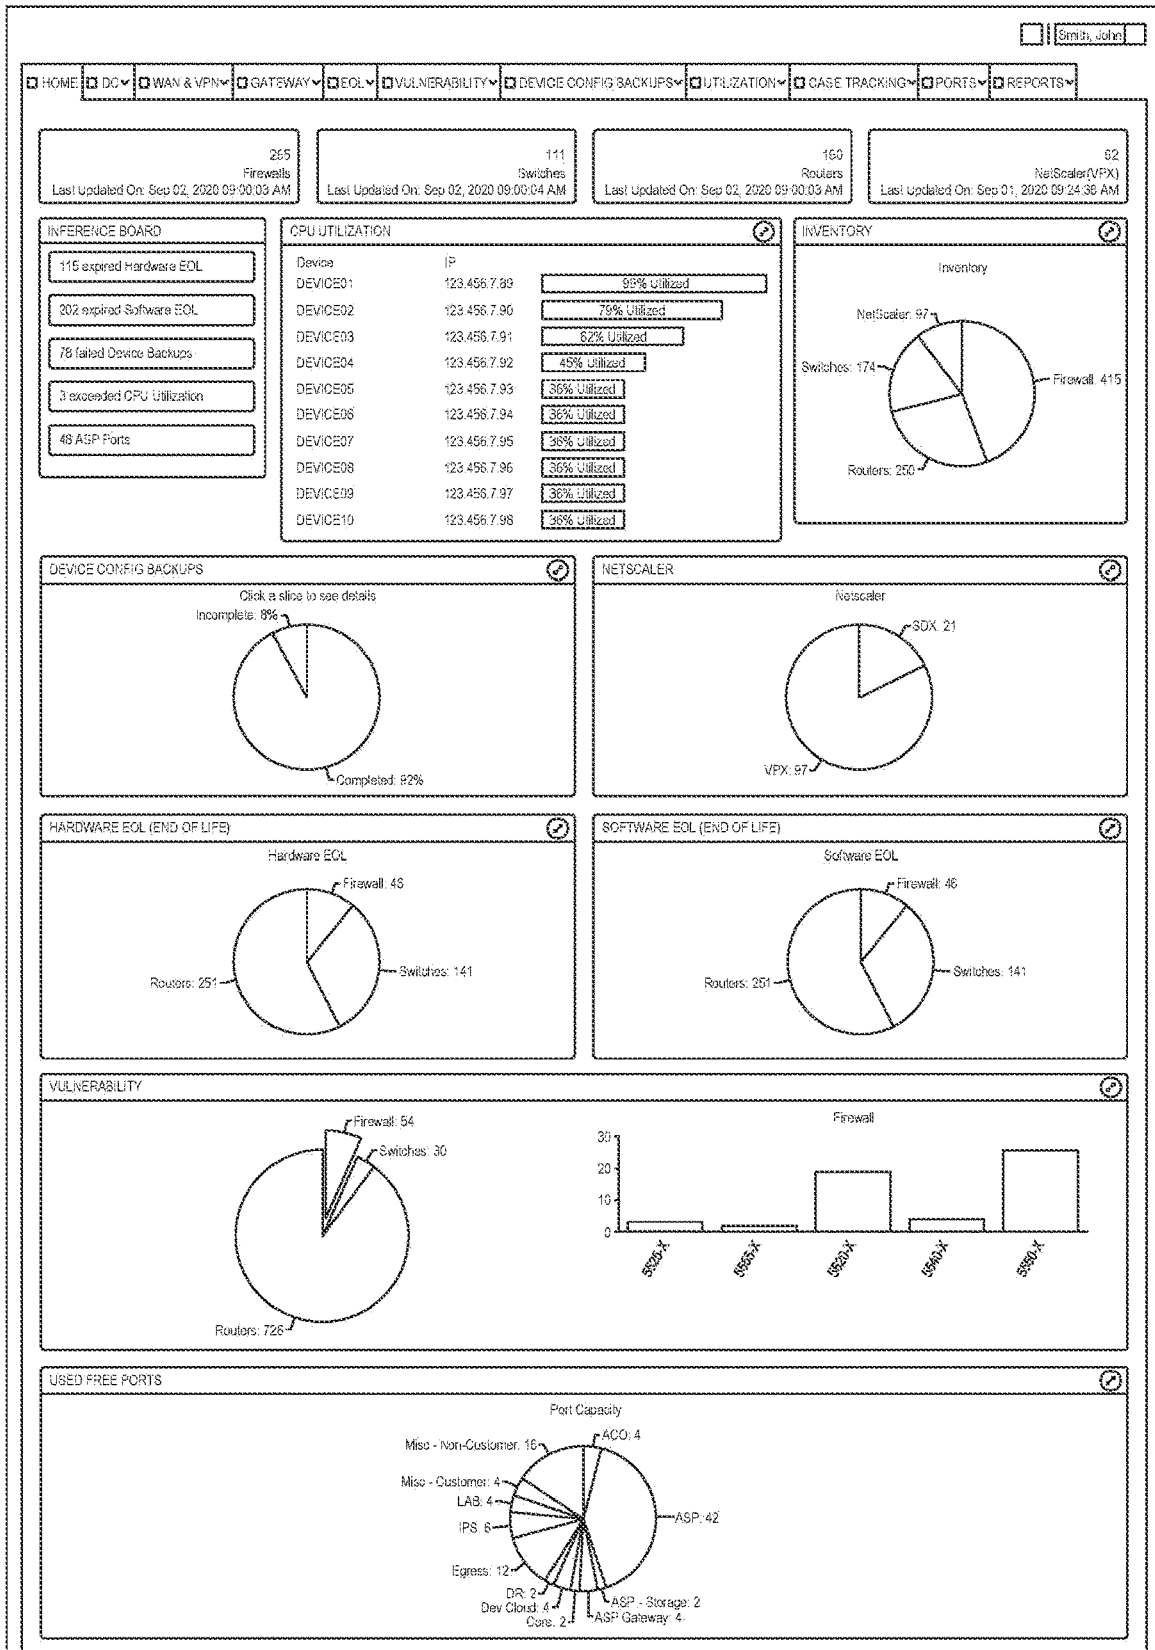 Smith, John
HOME DC WAN & VPN GATEWAY EOL VULNERABILITY DEVICE CONFIG BACKUPS UTILIZATION CASE TRACKING PORTS REPORTS
265
Firewalls
Last Updated On: Sep 02, 2020 09:00:03 AM
111
Switches
Last Updated On: Sep 02, 2020 09:00:04 AM
160
Routers
Last Updated On: Sep 02, 2020 09:00:03 AM
62
NetScaler(VPX)
Last Updated On: Sep 01, 2020 09:24:38 AM
INFERENCE BOARD
115 expired Hardware EOL
202 expired Software EOL
78 failed Device Backups
3 exceeded CPU Utilization
48 ASP Ports
CPU UTILIZATION
Device IP
DEVICE01 123.456.7.89 99% Utilized
DEVICE02 123.456.7.90 79% Utilized
DEVICE03 123.456.7.91 62% Utilized
DEVICE04 123.456.7.92 45% Utilized
DEVICE05 123.456.7.93 36% Utilized
DEVICE06 123.456.7.94 36% Utilized
DEVICE07 123.456.7.95 36% Utilized
DEVICE08 123.456.7.96 36% Utilized
DEVICE09 123.456.7.97 36% Utilized
DEVICE10 123.456.7.98 36% Utilized
INVENTORY
Inventory
NetScaler: 97
Switches: 174
Firewall: 415
Routers: 250
DEVICE CONFIG BACKUPS
Click a slice to see details
Incomplete: 8%
Completed: 92%
NETSCALER
Netscaler
SDX: 21
VPX: 97
HARDWARE EOL (END OF LIFE)
Hardware EOL
Firewall: 46
Switches: 141
Routers: 251
SOFTWARE EOL (END OF LIFE)
Software EOL
Firewall: 46
Switches: 141
Routers: 251
VULNERABILITY
Firewall: 54
Switches: 30
Routers: 726
Firewall
30
20
10
0
USED FREE PORTS
Port Capacity
ACO: 4
Misc - Non-Customer: 16
Misc - Customer: 4
LAB: 4
IPS: 6
ASP: 42
Egress: 12
DR: 2
ASP - Storage: 2
Dev Cloud: 4
ASP Gateway: 4
Core: 2